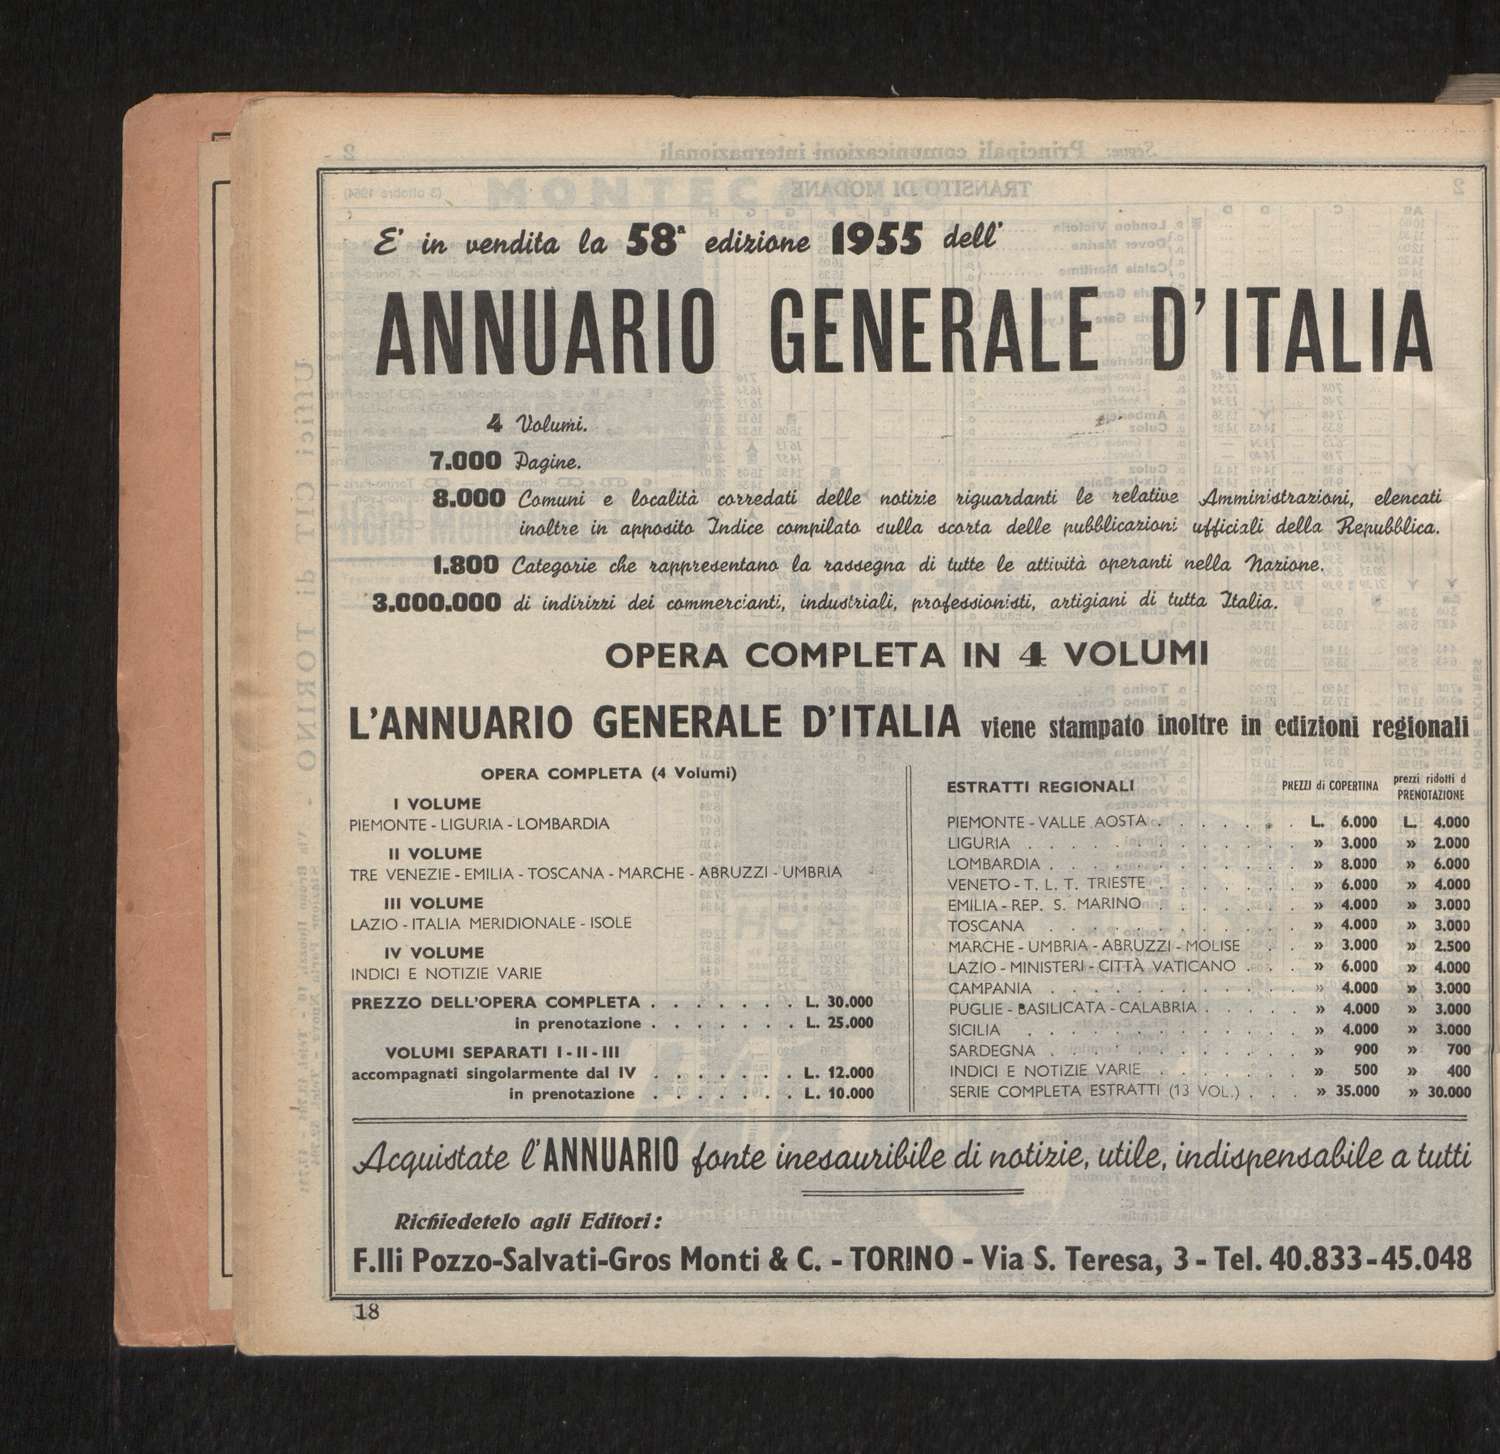 E' in vendita la 58ª edizione 1955 dell'
ANNUARIO GENERALE D'ITALIA
4 Volumi.
7.000 Pagine.
8.000 Comuni e località corredati delle notizie riguardanti le relative Amministrazioni, elencati
inoltre in apposito Indice compilato sulla scorta delle pubblicazioni ufficiali della Repubblica.
1.800 Categorie che rappresentano la rassegna di tutte le attività operanti nella Nazione.
3.000.000 di indirizzi dei commercianti, industriali, professionisti, artigiani di tutta Italia.
OPERA COMPLETA IN 4 VOLUMI
L'ANNUARIO GENERALE D'ITALIA viene stampato inoltre in edizioni regionali
OPERA COMPLETA (4 Volumi)
I VOLUME
PIEMONTE - LIGURIA - LOMBARDIA
II VOLUME
TRE VENEZIE - EMILIA - TOSCANA - MARCHE - ABRUZZI - UMBRIA
III VOLUME
LAZIO - ITALIA MERIDIONALE - ISOLE
IV VOLUME
INDICI E NOTIZIE VARIE
PREZZO DELL'OPERA COMPLETA . . . . . . . L. 30.000
in prenotazione . . . . . . . L. 25.000
VOLUMI SEPARATI I - II - III
accompagnati singolarmente dal IV . . . . . . . L. 12.000
in prenotazione . . . . . . . L. 10.000
ESTRATTI REGIONALI PREZZI di COPERTINA prezzi ridotti d PRENOTAZIONE
PIEMONTE - VALLE AOSTA . . . . . . . L. 6.000 L. 4.000
LIGURIA . . . . . . . . . . . . . » 3.000 » 2.000
LOMBARDIA . . . . . . . . . . . . » 8.000 » 6.000
VENETO - T. L. T. TRIESTE . . . . . . . » 6.000 » 4.000
EMILIA - REP. S. MARINO . . . . . . . » 4.000 » 3.000
TOSCANA . . . . . . . . . . . . » 4.000 » 3.000
MARCHE - UMBRIA - ABRUZZI - MOLISE . . » 3.000 » 2.500
LAZIO - MINISTERI - CITTÀ VATICANO . . . » 6.000 » 4.000
CAMPANIA . . . . . . . . . . . . » 4.000 » 3.000
PUGLIE - BASILICATA - CALABRIA . . . . . » 4.000 » 3.000
SICILIA . . . . . . . . . . . . . » 4.000 » 3.000
SARDEGNA . . . . . . . . . . . . » 900 » 700
INDICI E NOTIZIE VARIE . . . . . . . » 500 » 400
SERIE COMPLETA ESTRATTI (13 VOL.) . . . » 35.000 » 30.000
Acquistate l'ANNUARIO fonte inesauribile di notizie, utile, indispensabile a tutti
Richiedetelo agli Editori:
F.lli Pozzo-Salvati-Gros Monti & C. - TORINO - Via S. Teresa, 3 - Tel. 40.833-45.048
18